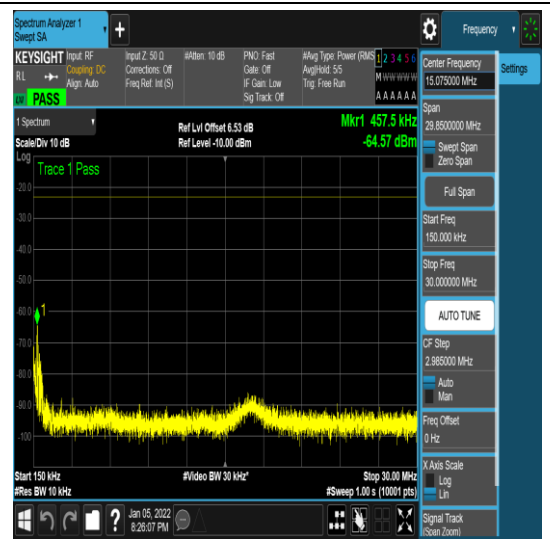 Spectrum Analyzer 1
Swept SA
+
Frequency
KEYSIGHT
Input: RF
Input Z: 50 Ω
#Atten: 10 dB
PNO: Fast
#Avg Type: Power (RMS
1 2 3 4 5 6
RL
Coupling: DC
Corrections: Off
Gate: Off
Avg|Hold: 5/5
M W W W W W
Align: Auto
Freq Ref: Int (S)
IF Gain: Low
Trig: Free Run
Sig Track: Off
A A A A A A
PASS
1 Spectrum
Scale/Div 10 dB
Ref Lvl Offset 6.53 dB
Ref Level -10.00 dBm
Mkr1 457.5 kHz
-64.57 dBm
Log
Trace 1 Pass
-20.0
-30.0
-40.0
-50.0
-60.0
1
-70.0
-80.0
-90.0
-100
Start 150 kHz
#Video BW 30 kHz*
Stop 30.00 MHz
#Res BW 10 kHz
#Sweep 1.00 s (10001 pts)
?
Jan 05, 2022
8:26:07 PM
Settings
Center Frequency
15.075000 MHz
Span
29.8500000 MHz
Swept Span
Zero Span
Full Span
Start Freq
150.000 kHz
Stop Freq
30.000000 MHz
AUTO TUNE
CF Step
2.985000 MHz
Auto
Man
Freq Offset
0 Hz
X Axis Scale
Log
Lin
Signal Track
(Span Zoom)